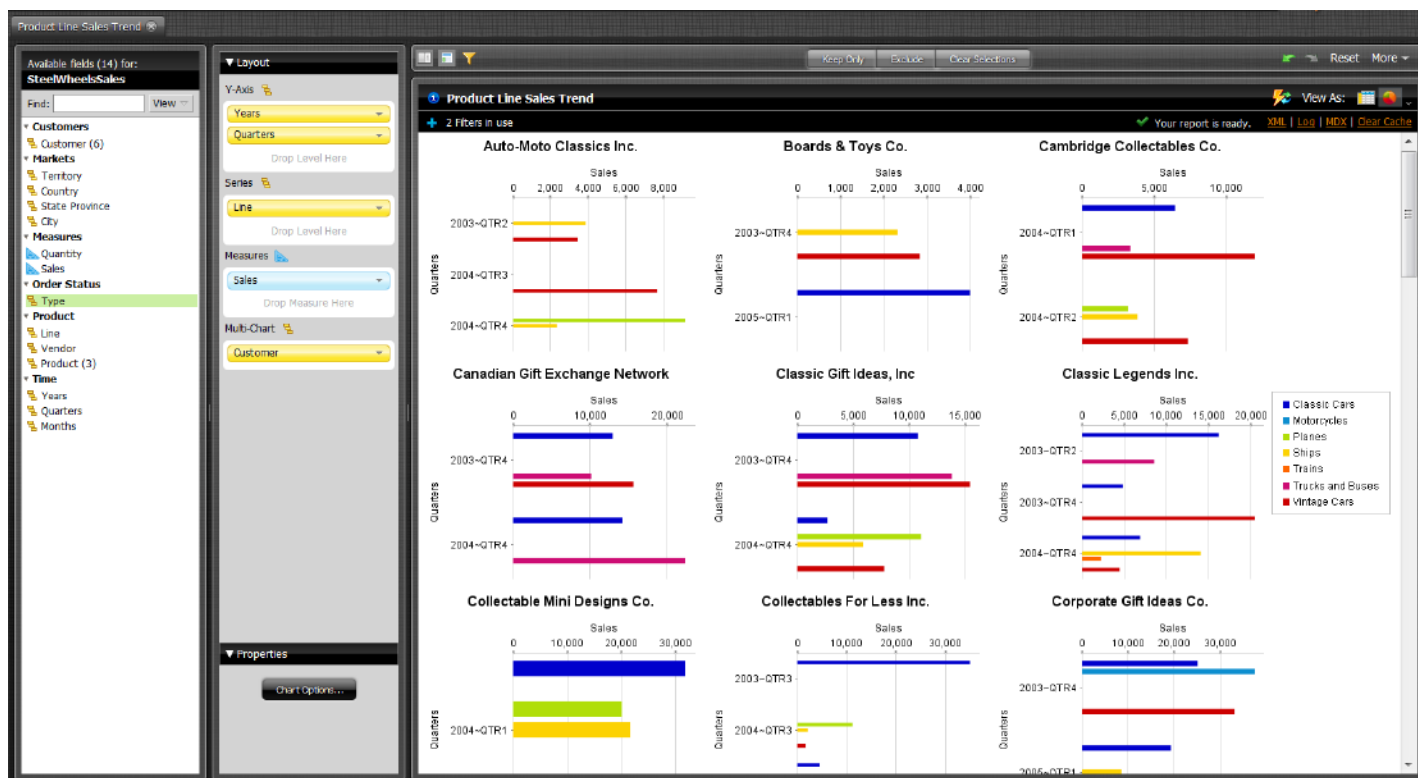 Product Line Sales Trend
Available fields (14) for:
SteelWheelsSales
Find:
View
Customers
Customer (6)
Markets
Territory
Country
State Province
City
Measures
Quantity
Sales
Order Status
Type
Product
Line
Vendor
Product (3)
Time
Years
Quarters
Months
Layout
Y-Axis
Years
Quarters
Drop Level Here
Series
Line
Drop Level Here
Measures
Sales
Drop Measure Here
Multi-Chart
Customer
Properties
Chart Options...
Keep Only Exclude Clear Selections
Reset More
Product Line Sales Trend
View As:
2 Filters in use
Your report is ready. XML | Log | MDX | Clear Cache
Auto-Moto Classics Inc.
Sales
0 2,000 4,000 6,000 8,000
Quarters
2003~QTR2
2004~QTR3
2004~QTR4
Boards & Toys Co.
Sales
0 1,000 2,000 3,000 4,000
Quarters
2003~QTR4
2005~QTR1
Cambridge Collectables Co.
Sales
0 5,000 10,000
Quarters
2004~QTR1
2004~QTR2
Canadian Gift Exchange Network
Sales
0 10,000 20,000
Quarters
2003~QTR4
2004~QTR4
Classic Gift Ideas, Inc
Sales
0 5,000 10,000 15,000
Quarters
2003~QTR4
2004~QTR4
Classic Legends Inc.
Sales
0 5,000 10,000 15,000 20,000
Quarters
2003~QTR2
2003~QTR4
2004~QTR4
Classic Cars
Motorcycles
Planes
Ships
Trains
Trucks and Buses
Vintage Cars
Collectable Mini Designs Co.
Sales
0 10,000 20,000 30,000
Quarters
2004~QTR1
Collectables For Less Inc.
Sales
0 10,000 20,000 30,000
Quarters
2003~QTR3
2004~QTR3
Corporate Gift Ideas Co.
Sales
0 10,000 20,000 30,000
Quarters
2003~QTR4
2005~QTR1